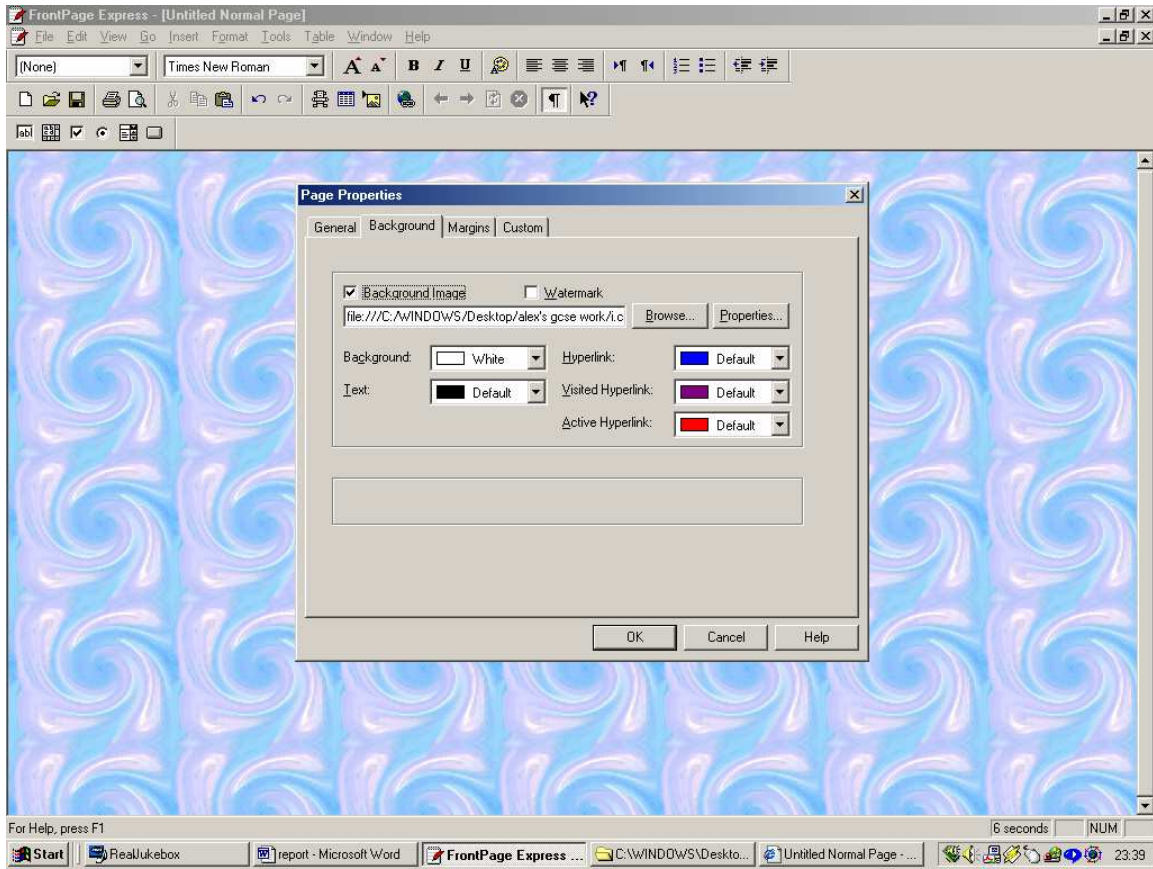 FrontPage Express - [Untitled Normal Page]
File Edit View Go Insert Format Tools Table Window Help
(None) Times New Roman A A B I U
abl
Page Properties
General Background Margins Custom
Background Image Watermark
file:///C:/WINDOWS/Desktop/alex's gcse work/i.c Browse... Properties...
Background: White Hyperlink: Default
Text: Default Visited Hyperlink: Default
Active Hyperlink: Default
OK Cancel Help
For Help, press F1 6 seconds NUM
Start RealJukebox report - Microsoft Word FrontPage Express ... C:\WINDOWS\Deskto... Untitled Normal Page - ... 23:39